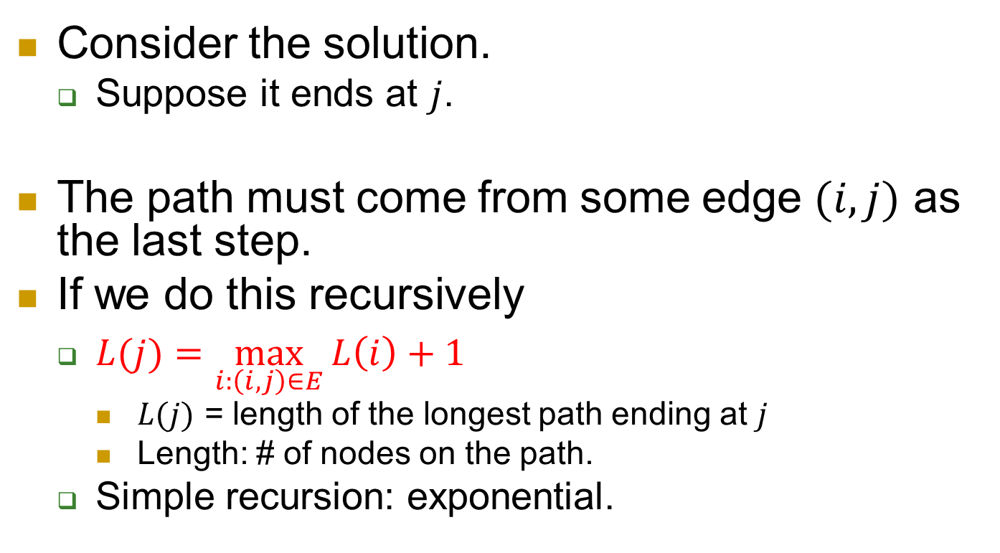 Consider the solution.
Suppose it ends at 𝑗.
The path must come from some edge (𝑖, 𝑗) as
the last step.
If we do this recursively
𝐿(𝑗) = max 𝐿(𝑖) + 1
𝑖:(𝑖,𝑗)∈𝐸
𝐿(𝑗) = length of the longest path ending at 𝑗
Length: # of nodes on the path.
Simple recursion: exponential.